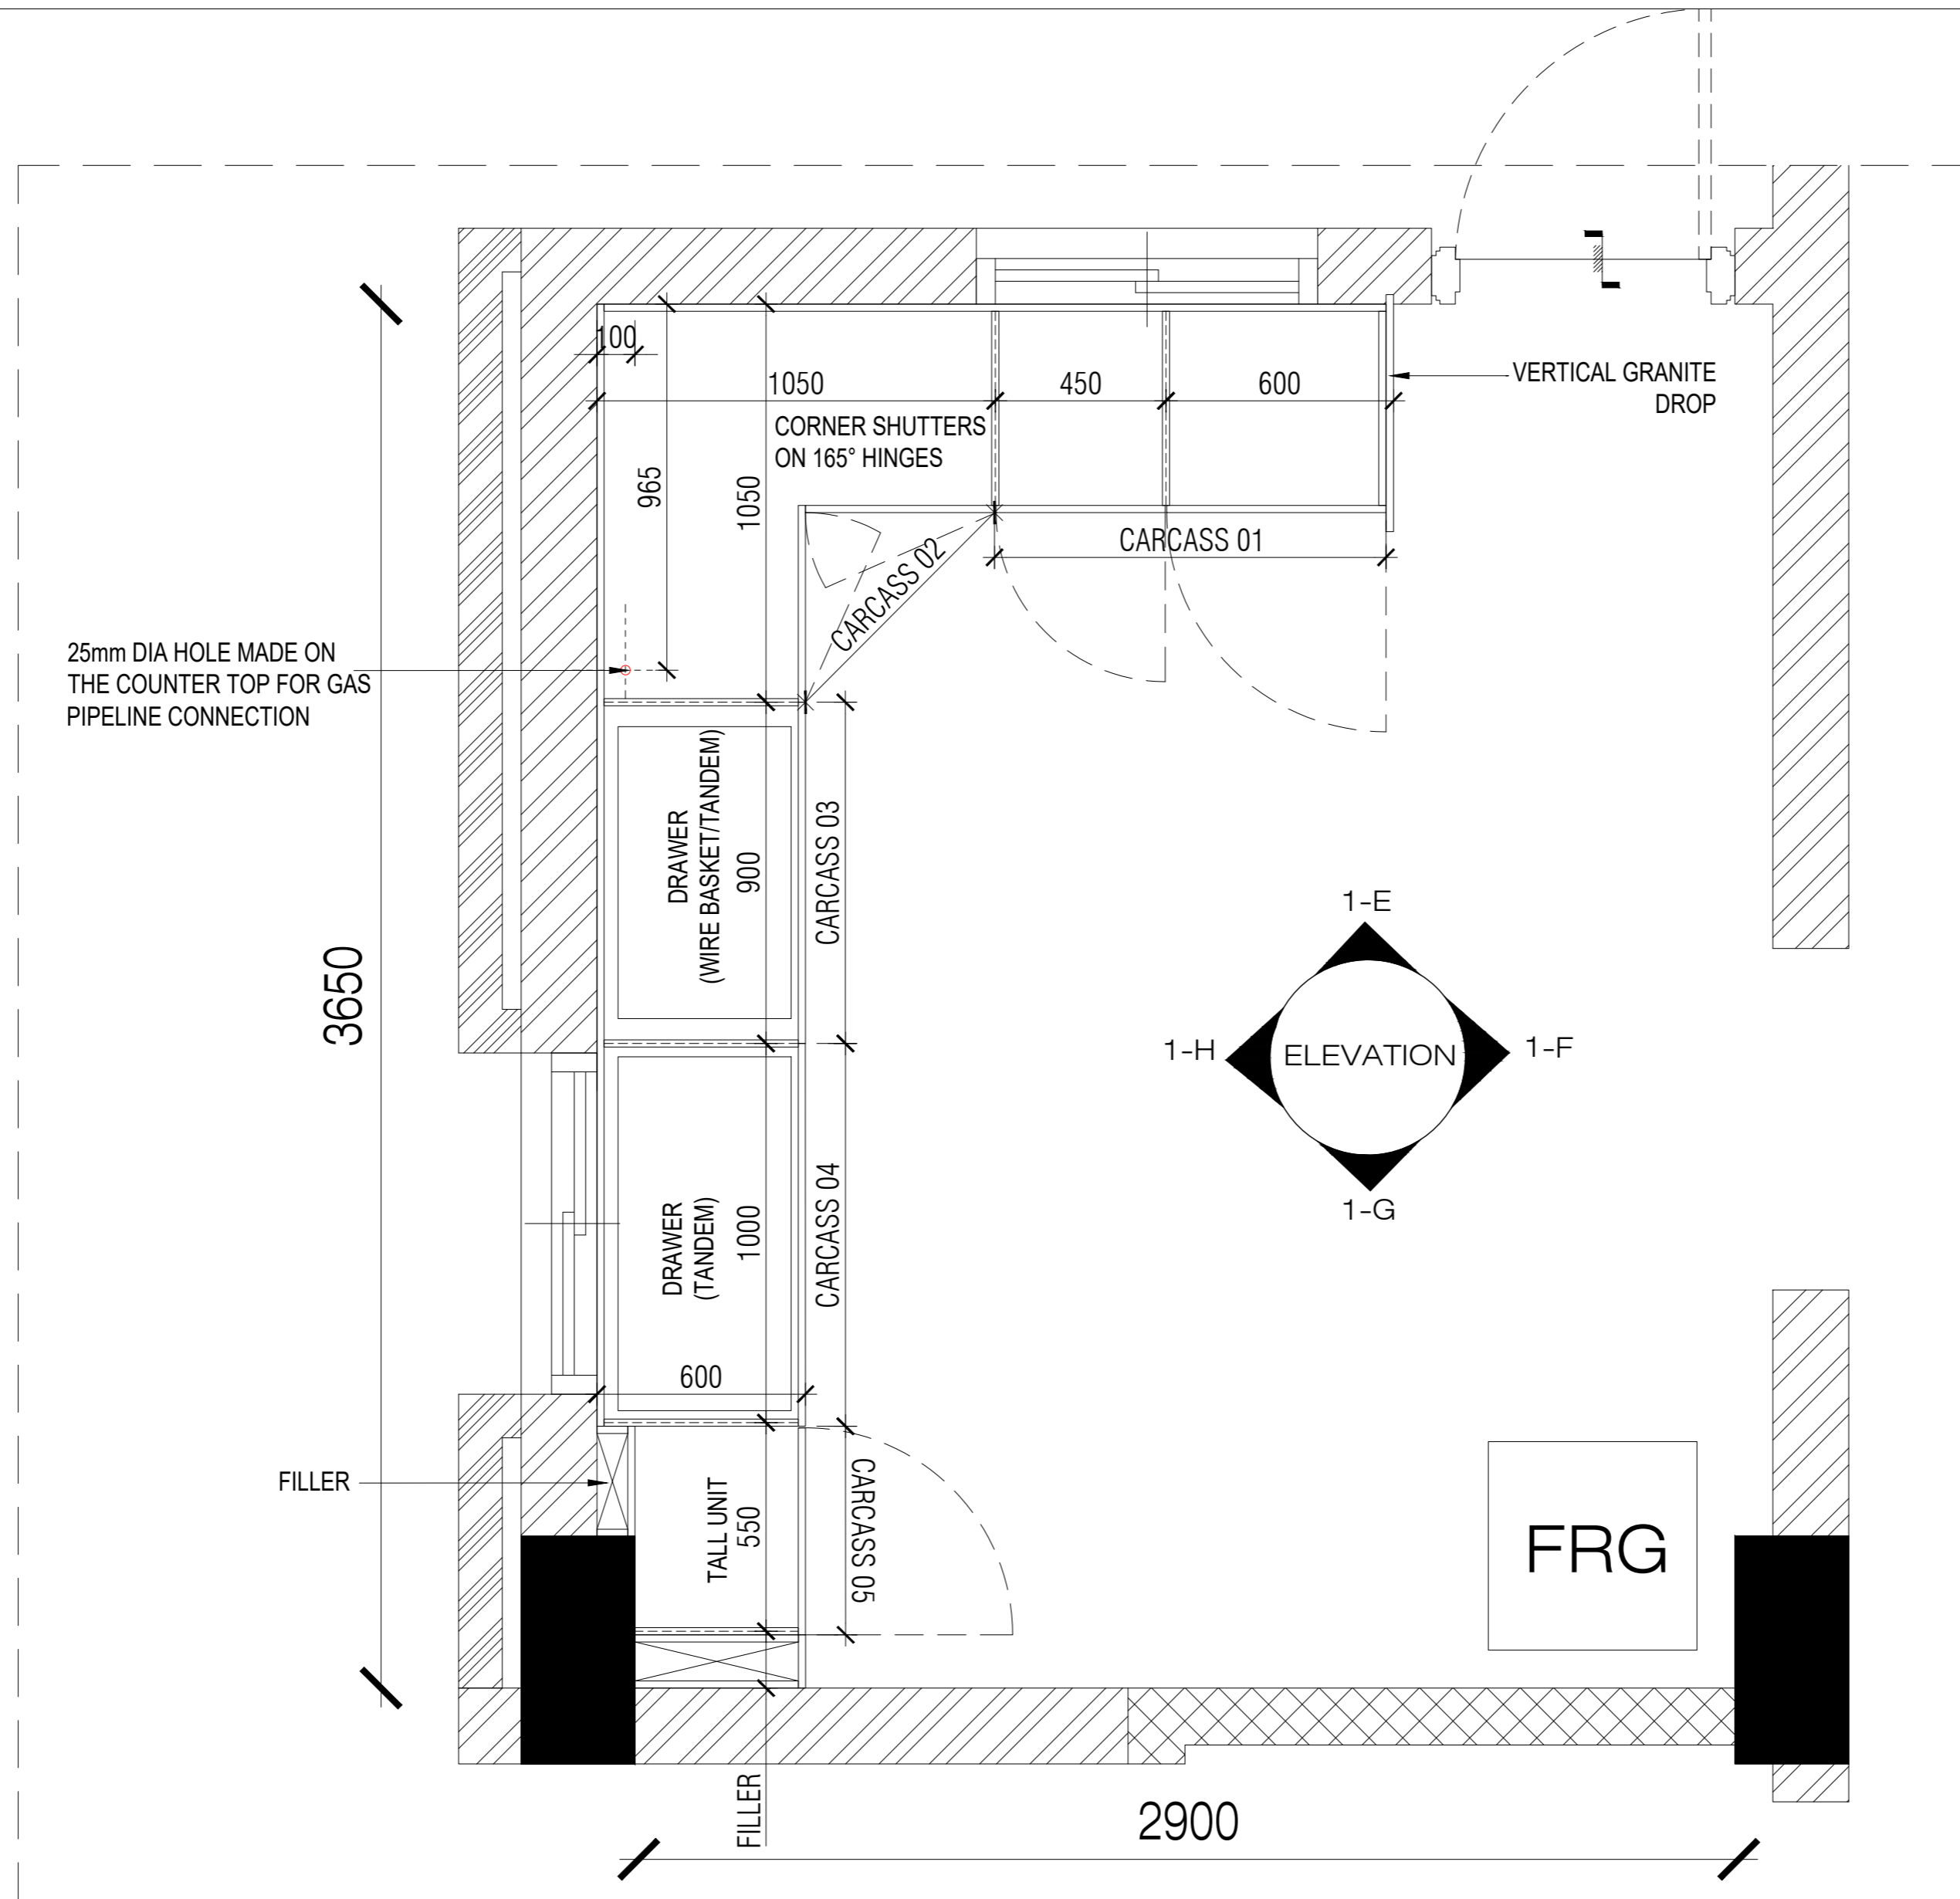 100
1050
450
600
VERTICAL GRANITE
DROP
CORNER SHUTTERS
ON 165° HINGES
965
1050
CARCASS 01
CARCASS 02
25mm DIA HOLE MADE ON
THE COUNTER TOP FOR GAS
PIPELINE CONNECTION
DRAWER
(WIRE BASKET/TANDEM)
900
CARCASS 03
3650
1-E
1-H
ELEVATION
1-F
1-G
DRAWER
(TANDEM)
1000
CARCASS 04
600
FILLER
TALL UNIT
550
CARCASS 05
FRG
FILLER
2900